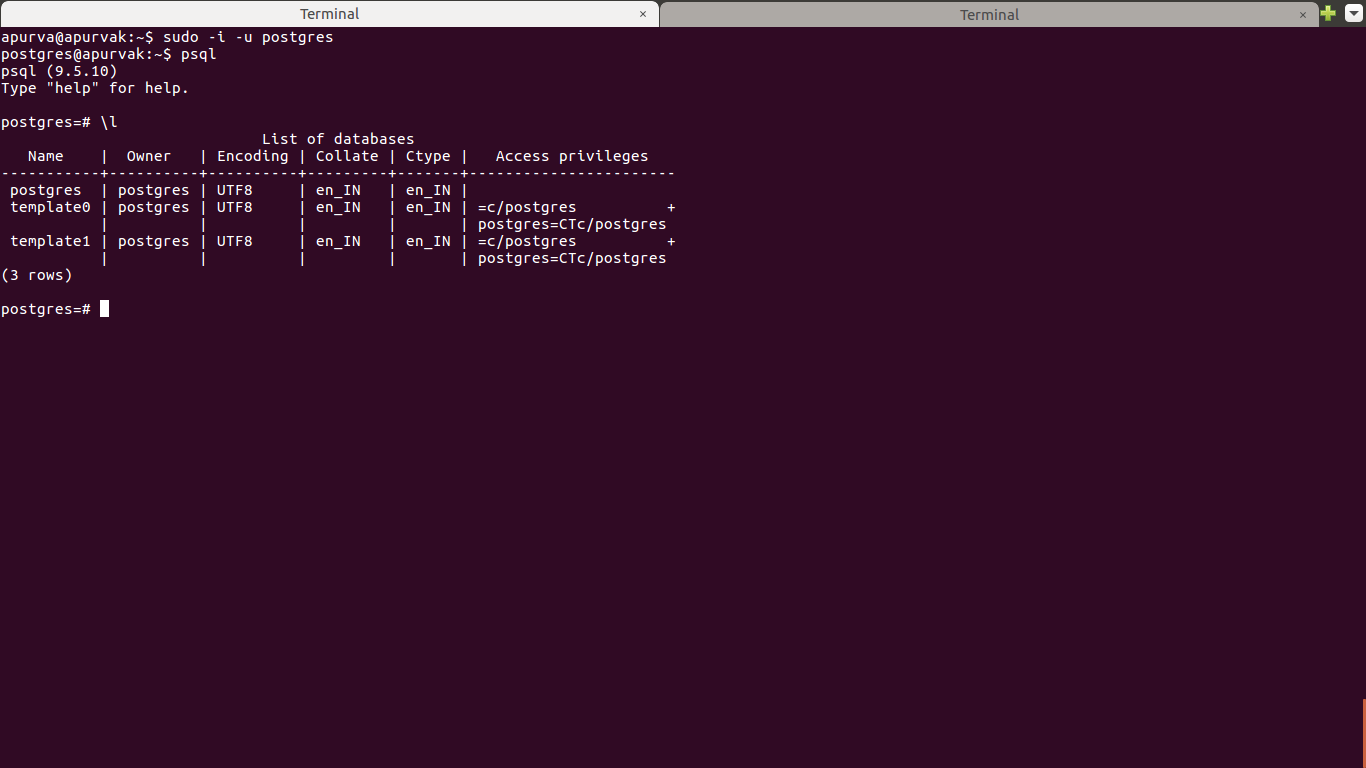 Terminal × Terminal ×
apurva@apurvak:~$ sudo -i -u postgres
postgres@apurvak:~$ psql
psql (9.5.10)
Type "help" for help.

postgres=# \l
                             List of databases
   Name    |  Owner   | Encoding | Collate | Ctype |   Access privileges
-----------+----------+----------+---------+-------+-----------------------
 postgres  | postgres | UTF8     | en_IN   | en_IN |
 template0 | postgres | UTF8     | en_IN   | en_IN | =c/postgres          +
           |          |          |         |       | postgres=CTc/postgres
 template1 | postgres | UTF8     | en_IN   | en_IN | =c/postgres          +
           |          |          |         |       | postgres=CTc/postgres
(3 rows)

postgres=#